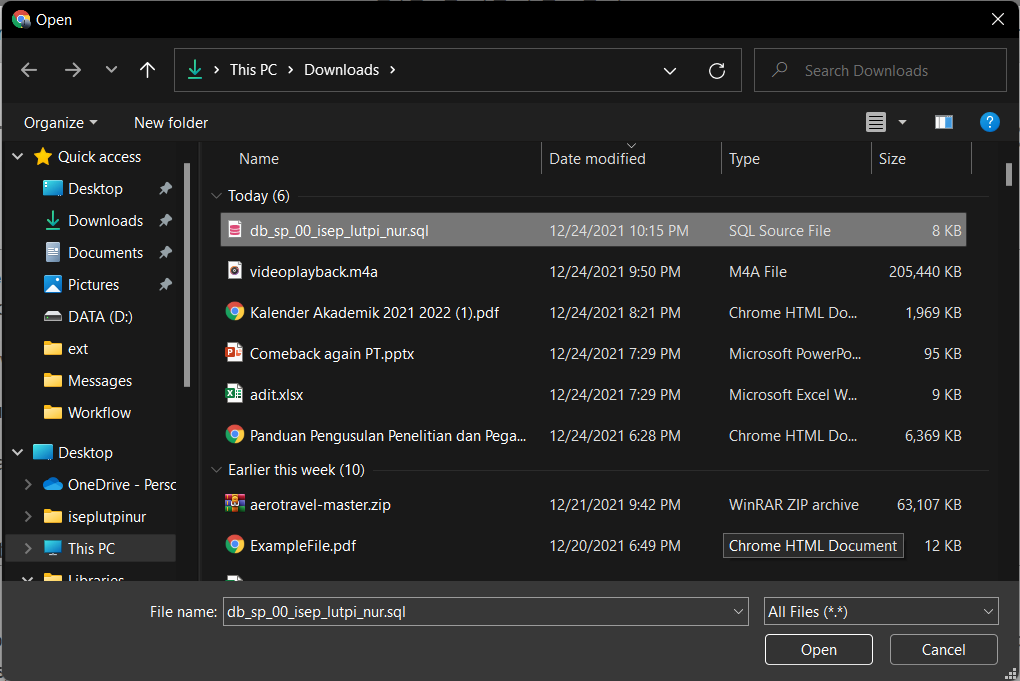 Open
This PC Downloads
Search Downloads
Organize New folder
?
Quick access
Desktop
Downloads
Documents
Pictures
DATA (D:)
ext
Messages
Workflow
Desktop
OneDrive - Perso
iseplutpinur
This PC
Libraries
Name Date modified Type Size
Today (6)
db_sp_00_isep_lutpi_nur.sql 12/24/2021 10:15 PM SQL Source File 8 KB
videoplayback.m4a 12/24/2021 9:50 PM M4A File 205,440 KB
Kalender Akademik 2021 2022 (1).pdf 12/24/2021 8:21 PM Chrome HTML Do... 1,969 KB
Comeback again PT.pptx 12/24/2021 7:29 PM Microsoft PowerPo... 95 KB
adit.xlsx 12/24/2021 7:29 PM Microsoft Excel W... 9 KB
Panduan Pengusulan Penelitian dan Pega... 12/24/2021 6:28 PM Chrome HTML Do... 6,369 KB
Earlier this week (10)
aerotravel-master.zip 12/21/2021 9:42 PM WinRAR ZIP archive 63,107 KB
ExampleFile.pdf 12/20/2021 6:49 PM Chrome HTML Document 12 KB
File name: db_sp_00_isep_lutpi_nur.sql All Files (*.*)
Open Cancel